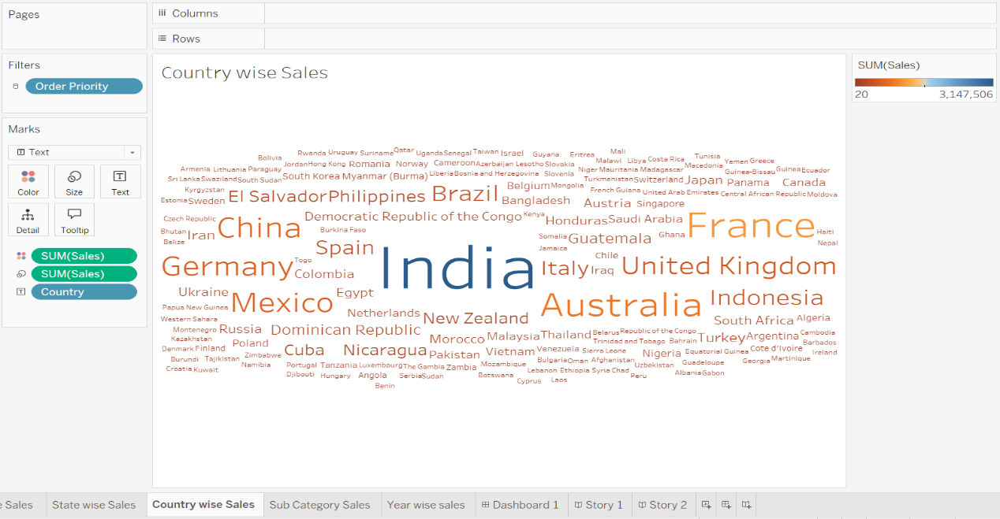 Pages
Columns
Rows
Filters
Order Priority
Marks
Text
Color
Size
Text
Detail
Tooltip
SUM(Sales)
SUM(Sales)
Country
Country wise Sales
Rwanda Uruguay Suriname Qatar Uganda Senegal Taiwan Israel Guyana Eritrea Mali
Bolivia Jordan Hong Kong Romania Norway Cameroon Azerbaijan Lesotho Slovakia Malawi Libya Costa Rica Tunisia Yemen Greece
Armenia Lithuania Paraguay Niger Mauritania Madagascar Macedonia Guinea-Bissau Guinea Ecuador
Sri Lanka Swaziland South Sudan South Korea Myanmar (Burma) Liberia Bosnia and Herzegovina Slovenia Turkmenistan Switzerland Japan Panama Canada
Kyrgyzstan El Salvador Philippines Brazil Belgium Mongolia French Guiana United Arab Emirates Central African Republic Moldova
Estonia Sweden Bangladesh Austria Singapore
Czech Republic China Democratic Republic of the Congo Kenya Honduras Saudi Arabia France
Bhutan Iran Burkina Faso Somalia Guatemala Ghana Haiti
Belize Spain Jamaica Nepal
Germany Togo India Italy Chile Iraq United Kingdom
Colombia
Ukraine Mexico Egypt Australia Indonesia
Papua New Guinea Netherlands
Western Sahara New Zealand South Africa Algeria
Montenegro Russia Dominican Republic Morocco Malaysia Thailand Belarus Republic of the Congo Turkey Argentina Cambodia
Kazakhstan Poland Trinidad and Tobago Bahrain Barbados
Denmark Finland Cuba Nicaragua Pakistan Vietnam Venezuela Sierra Leone Nigeria Equatorial Guinea Cote d'Ivoire Ireland
Burundi Tajikistan Zimbabwe Bulgaria Oman Afghanistan Georgia Martinique
Croatia Kuwait Namibia Portugal Tanzania Luxembourg The Gambia Zambia Mozambique Lebanon Ethiopia Syria Chad Uzbekistan Guadeloupe
Djibouti Hungary Angola Serbia Sudan Botswana Peru Albania Gabon
Benin Cyprus Laos
SUM(Sales)
20 3,147,506
e Sales State wise Sales Country wise Sales Sub Category Sales Year wise sales Dashboard 1 Story 1 Story 2